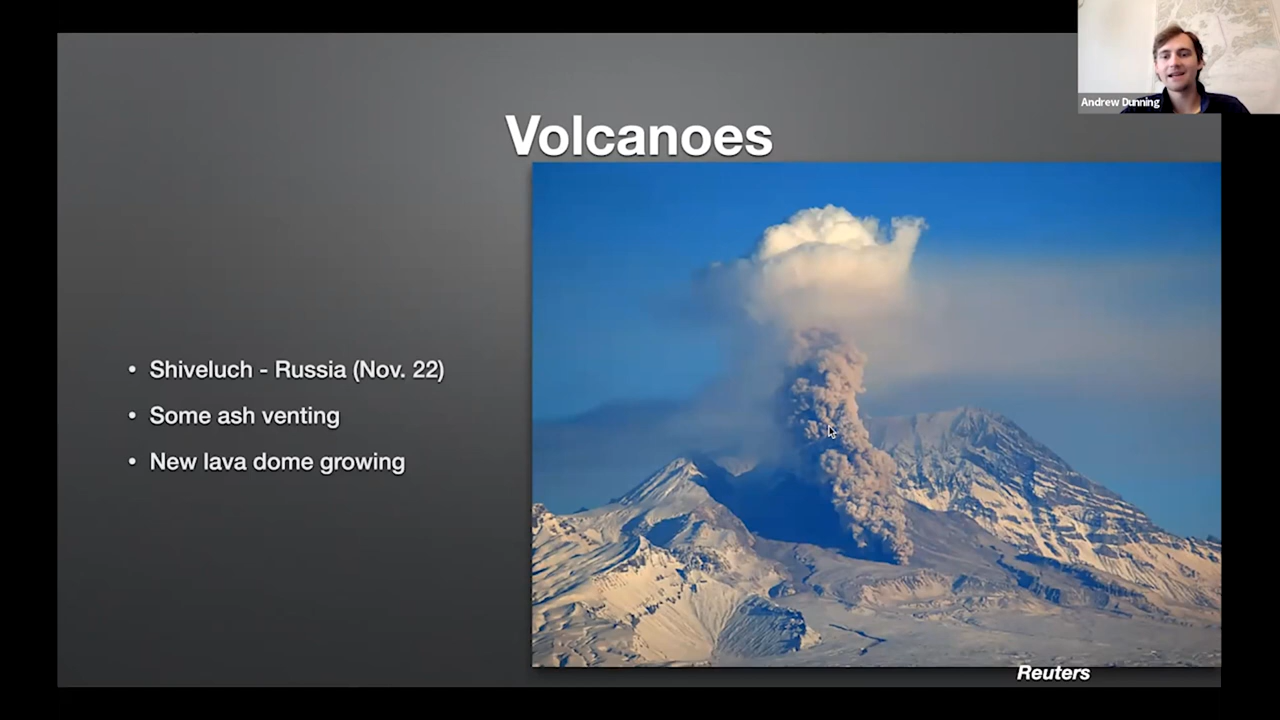 Andrew Dunning
Volcanoes
• Shiveluch - Russia (Nov. 22)
• Some ash venting
• New lava dome growing
Reuters